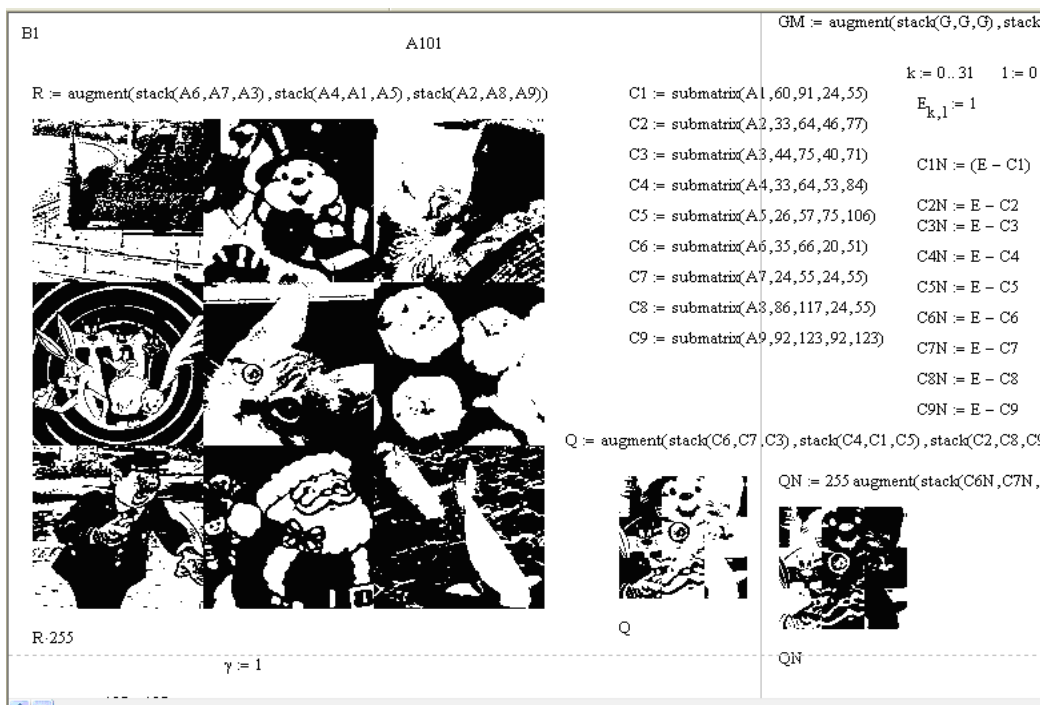 B1
A101
R := augment(stack(A6,A7,A3),stack(A4,A1,A5),stack(A2,A8,A9))
R·255
γ := 1
C1 := submatrix(A1,60,91,24,55)
C2 := submatrix(A2,33,64,46,77)
C3 := submatrix(A3,44,75,40,71)
C4 := submatrix(A4,33,64,53,84)
C5 := submatrix(A5,26,57,75,106)
C6 := submatrix(A6,35,66,20,51)
C7 := submatrix(A7,24,55,24,55)
C8 := submatrix(A8,86,117,24,55)
C9 := submatrix(A9,92,123,92,123)
Q := augment(stack(C6,C7,C3),stack(C4,C1,C5),stack(C2,C8,C9
Q
GM := augment(stack(G,G,G),stack
k := 0..31 l := 0
E k,l := 1
C1N := (E − C1)
C2N := E − C2
C3N := E − C3
C4N := E − C4
C5N := E − C5
C6N := E − C6
C7N := E − C7
C8N := E − C8
C9N := E − C9
QN := 255 augment(stack(C6N,C7N,
QN